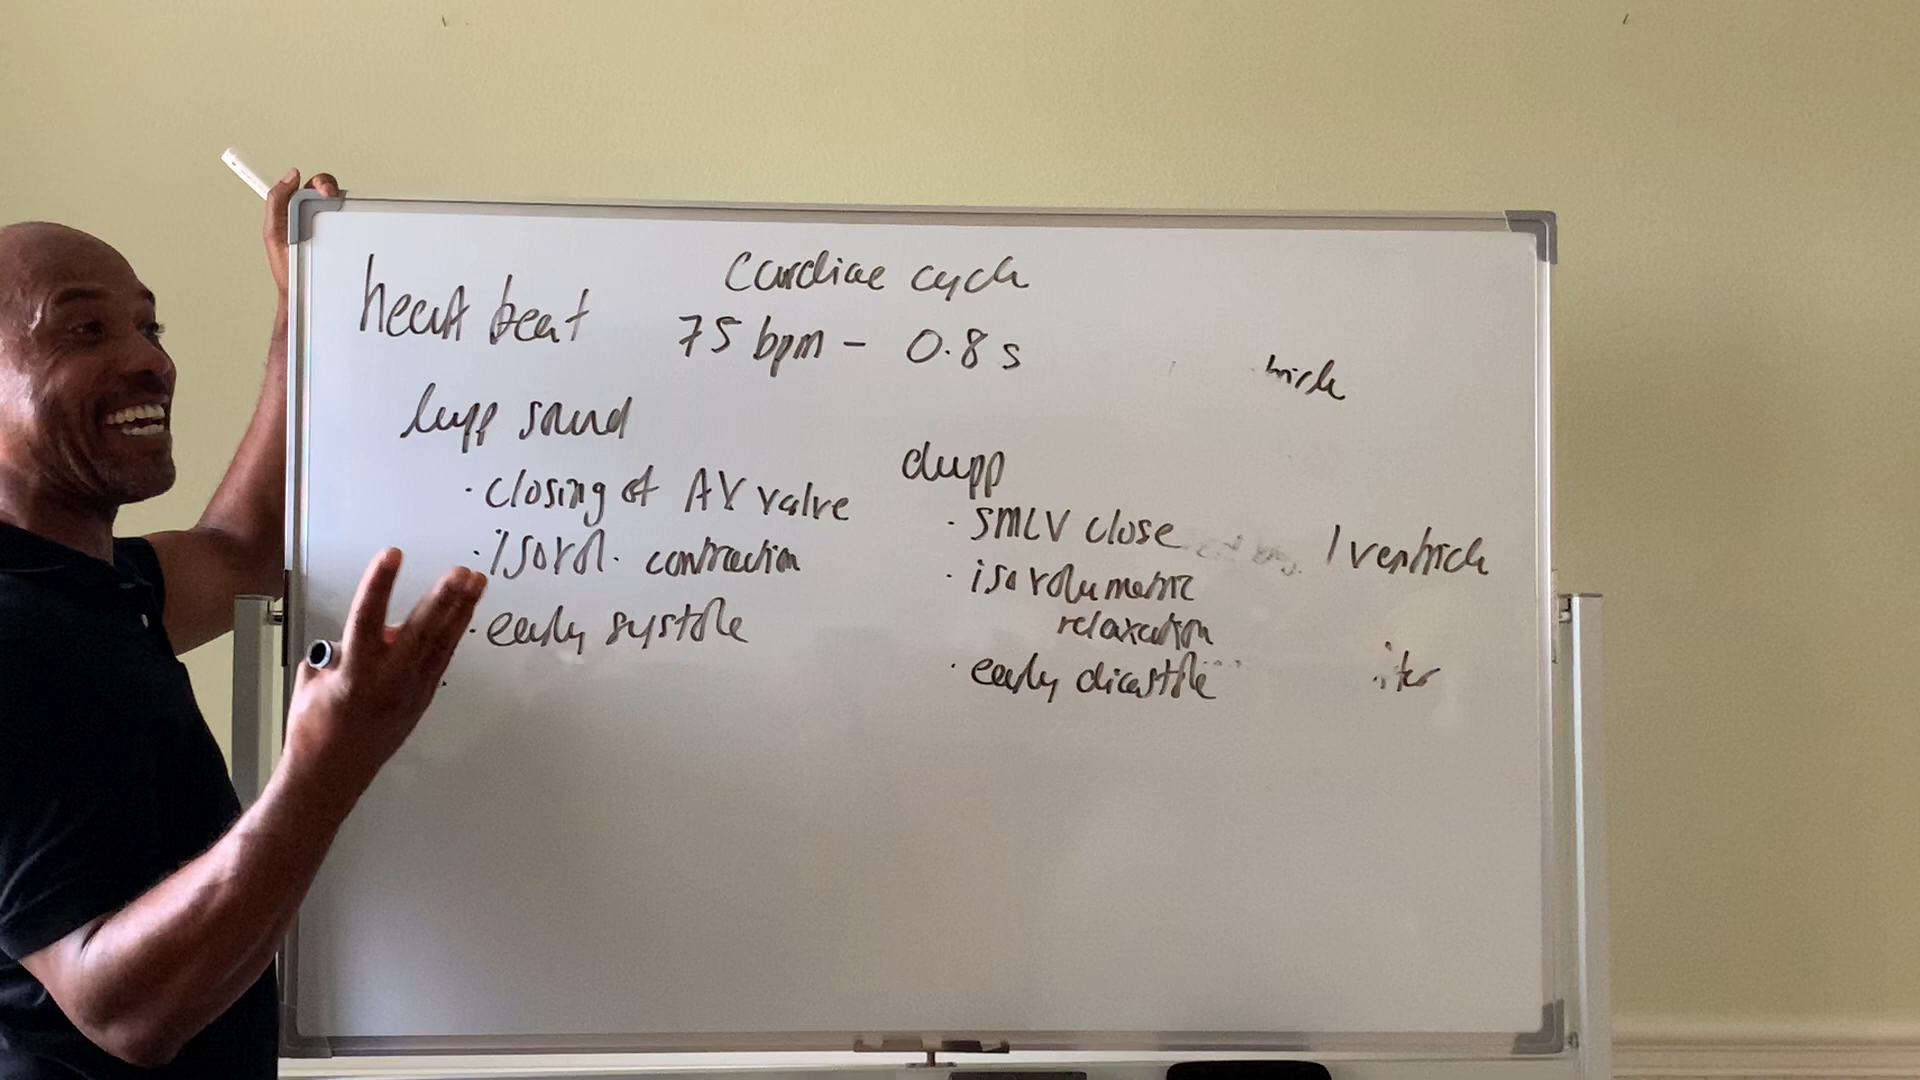 Cardiac cycle
heart beat 75 bpm - 0.8 s
lupp sound
· closing of AV valve
· isovol. contraction
· early systole
dupp
· SMLV close / ventricle
· isovolumetric
relaxation
· early diastole